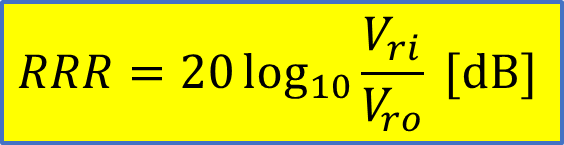 RRR = 20 log₁₀ Vᵣᵢ/Vᵣₒ [dB]